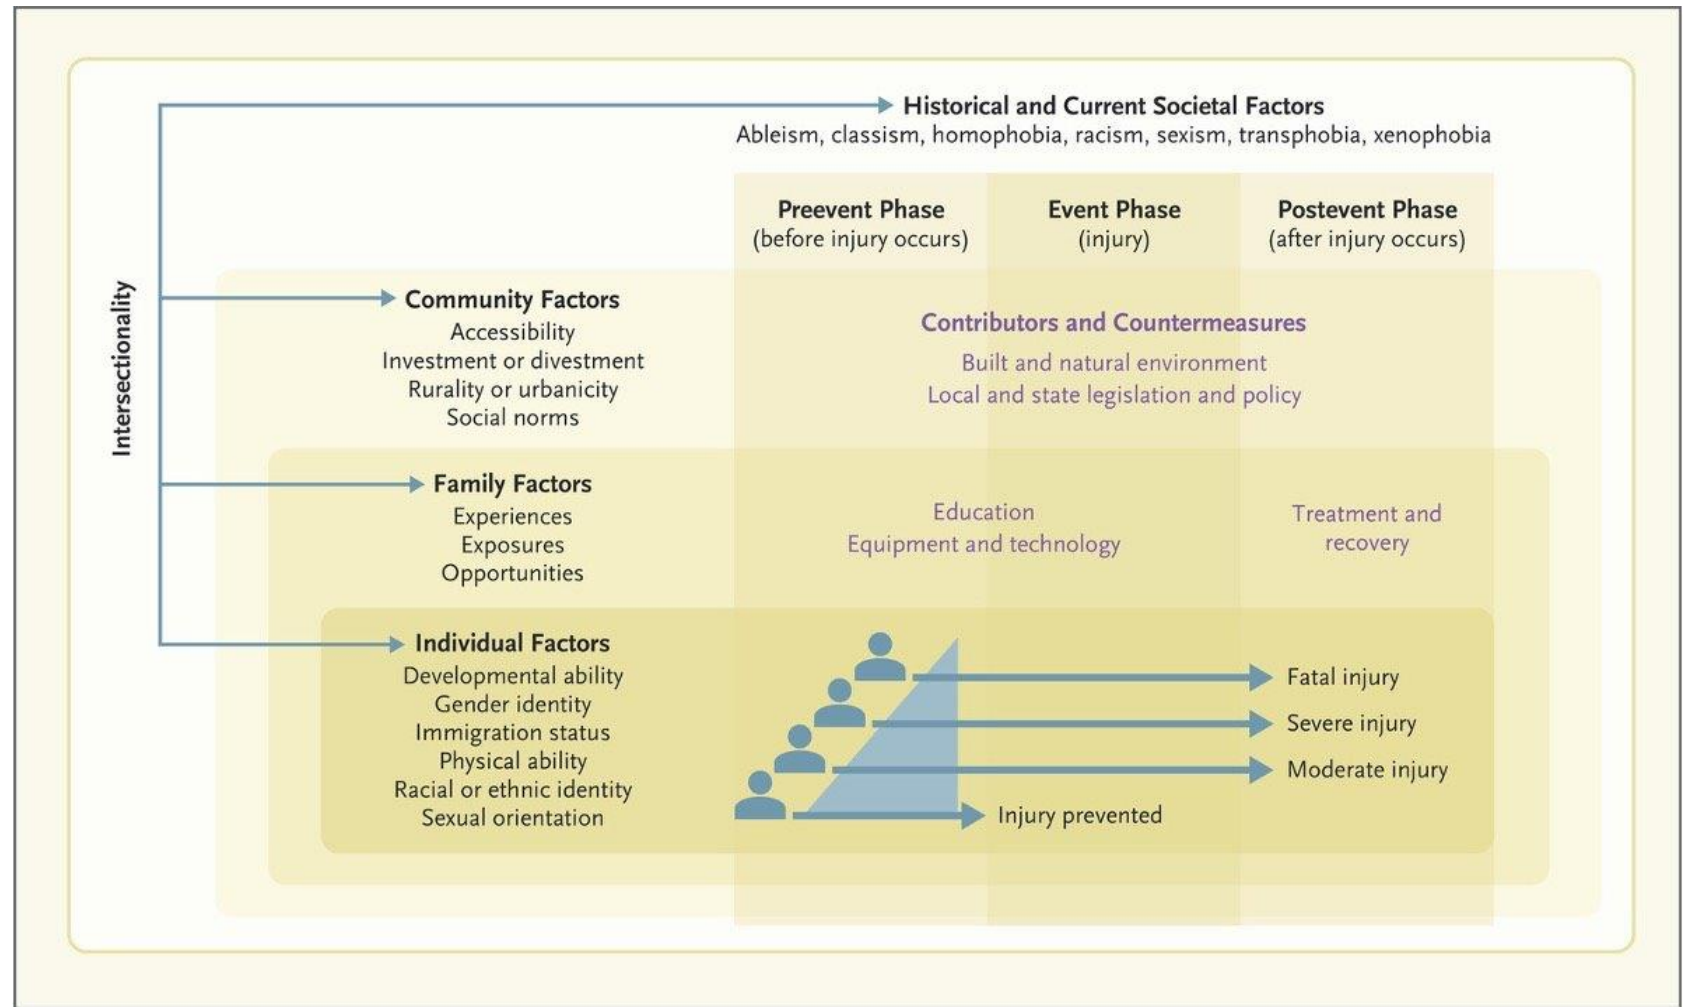 Historical and Current Societal Factors
Ableism, classism, homophobia, racism, sexism, transphobia, xenophobia
Preevent Phase
(before injury occurs)
Event Phase
(injury)
Postevent Phase
(after injury occurs)
Intersectionality
Community Factors
Accessibility
Investment or divestment
Rurality or urbanicity
Social norms
Contributors and Countermeasures
Built and natural environment
Local and state legislation and policy
Family Factors
Experiences
Exposures
Opportunities
Education
Equipment and technology
Treatment and
recovery
Individual Factors
Developmental ability
Gender identity
Immigration status
Physical ability
Racial or ethnic identity
Sexual orientation
Fatal injury
Severe injury
Moderate injury
Injury prevented